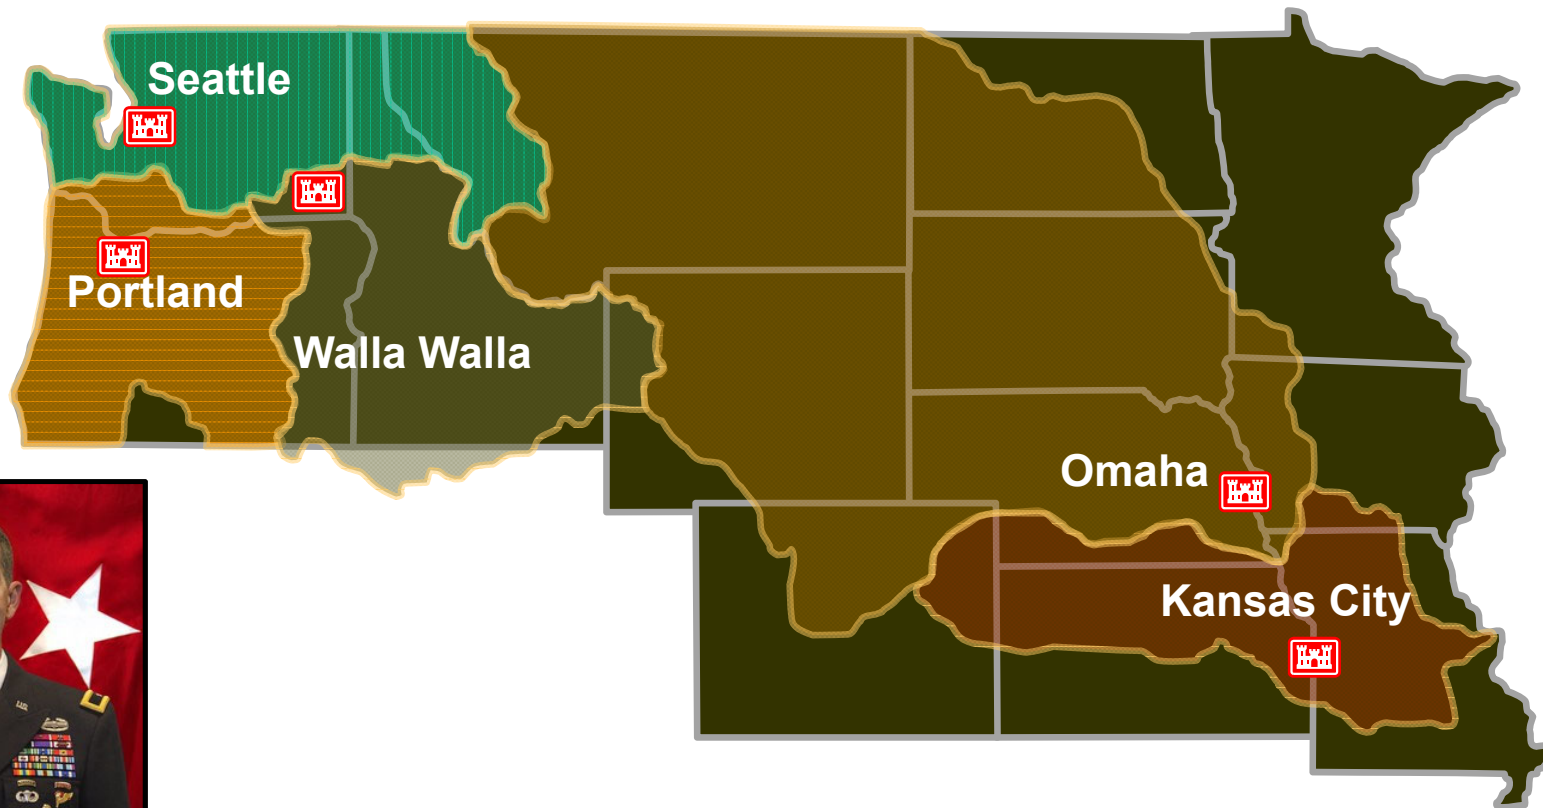 Seattle
Portland
Walla Walla
Omaha
Kansas City